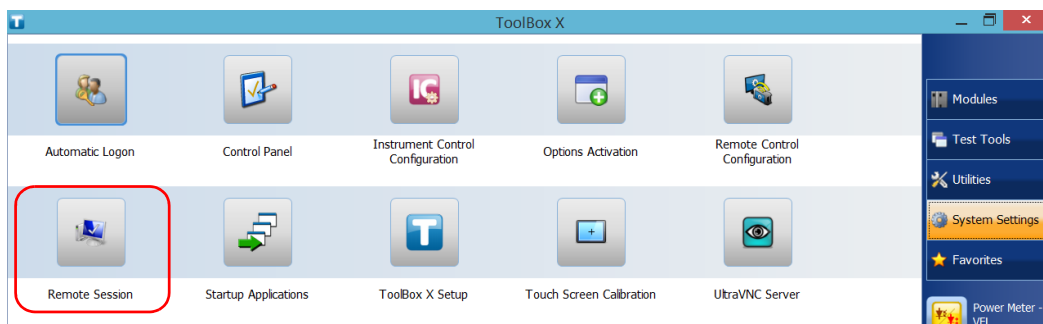 ToolBox X
Automatic Logon
Control Panel
Instrument Control
Configuration
Options Activation
Remote Control
Configuration
Remote Session
Startup Applications
ToolBox X Setup
Touch Screen Calibration
UltraVNC Server
Modules
Test Tools
Utilities
System Settings
Favorites
Power Meter -
VFL